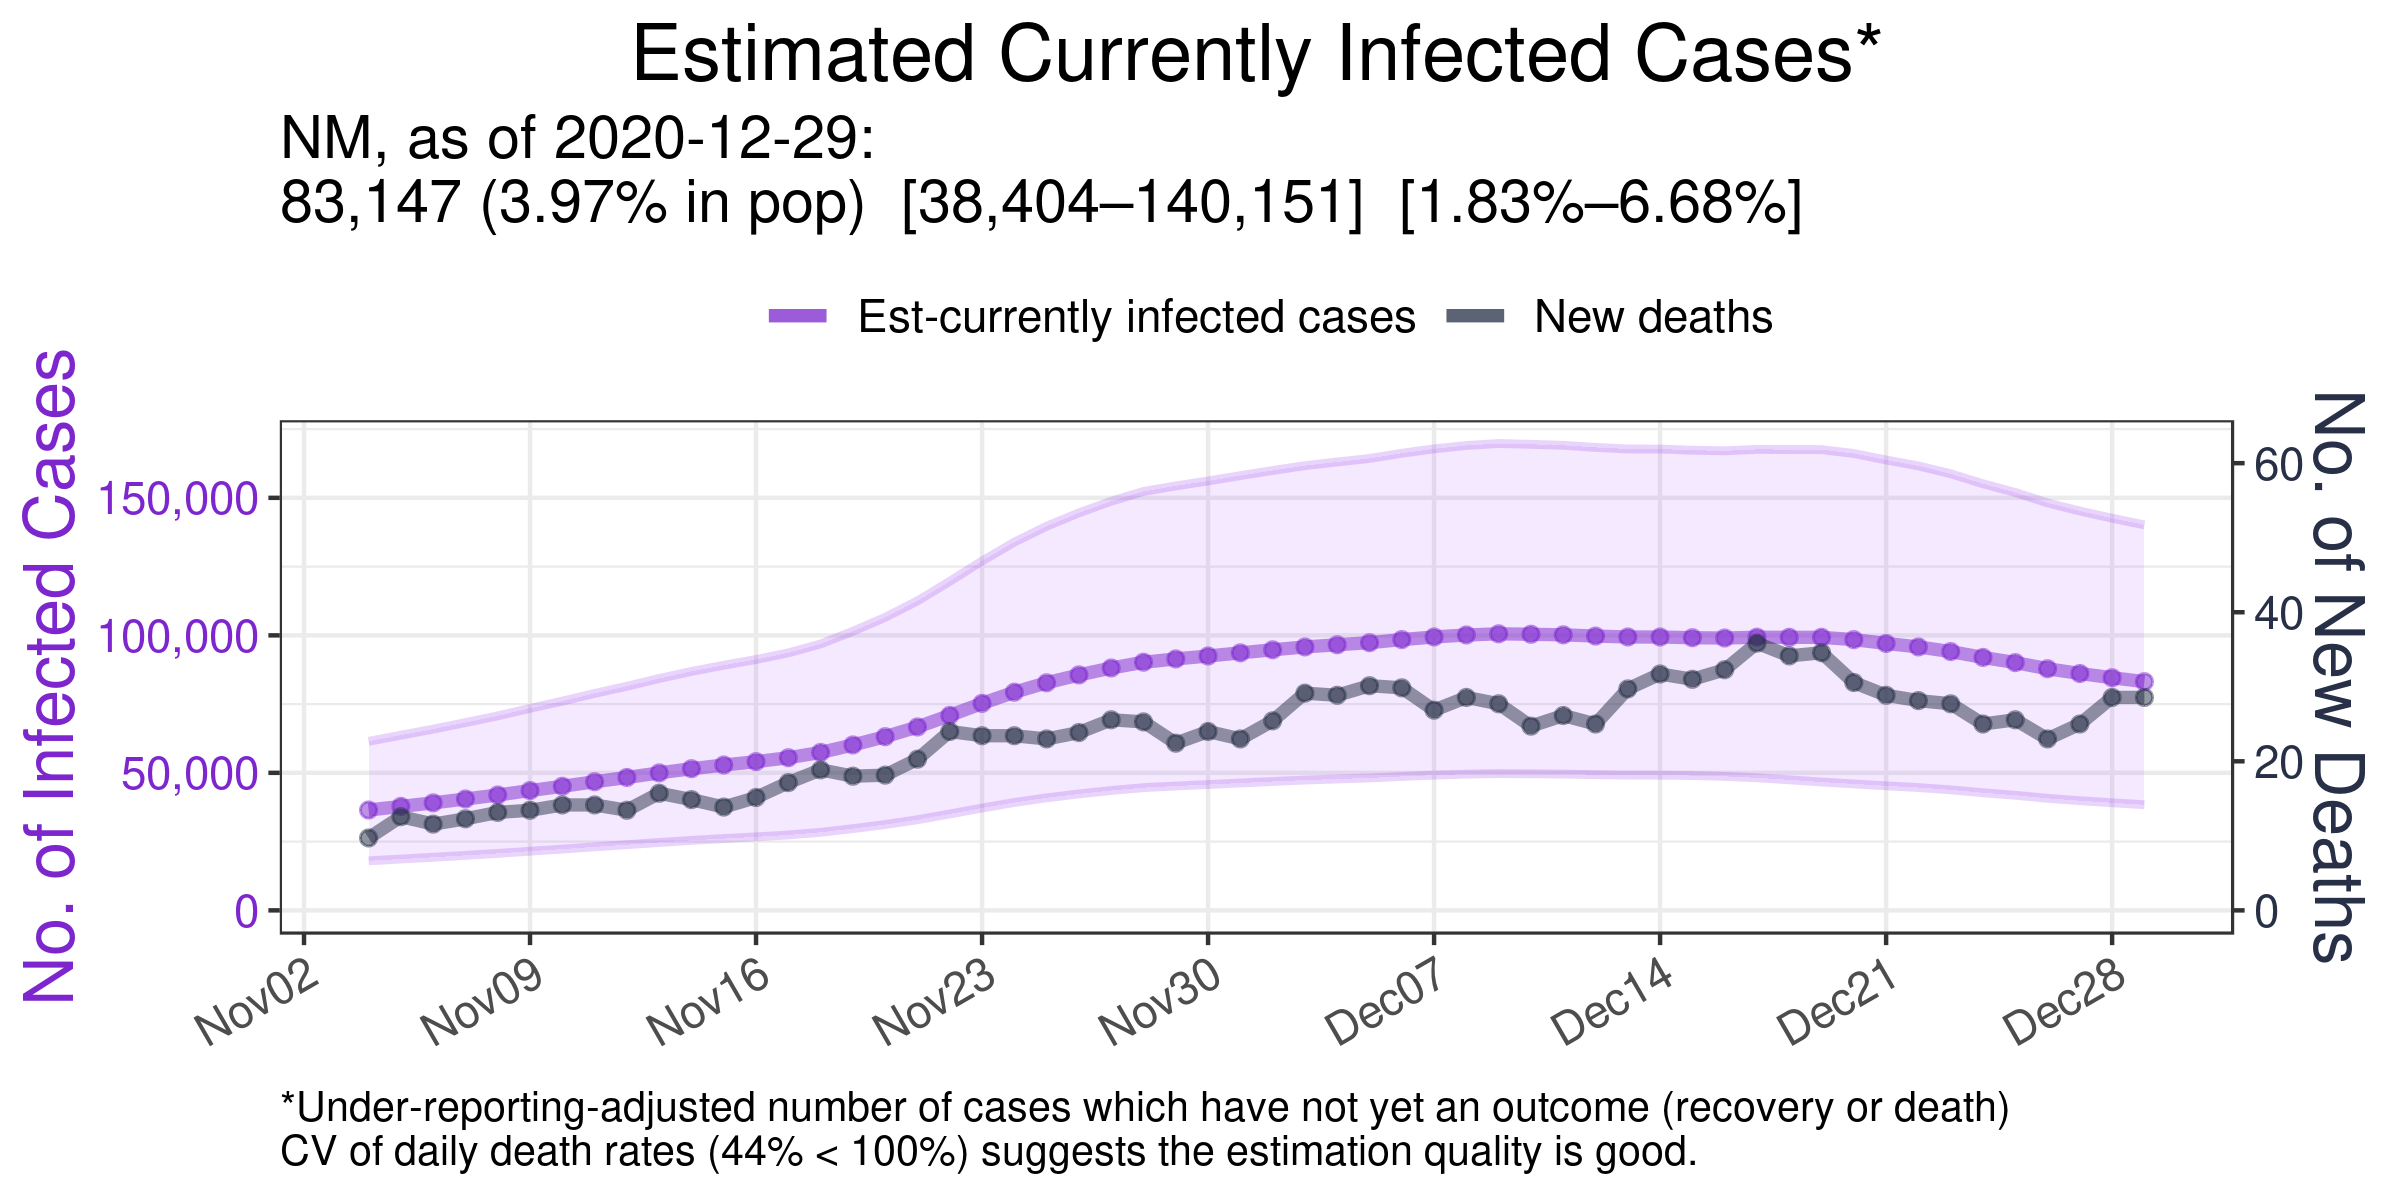 Estimated Currently Infected Cases*
NM, as of 2020-12-29:
83,147 (3.97% in pop)  [38,404–140,151]  [1.83%–6.68%]
Est-currently infected cases
New deaths
No. of Infected Cases
150,000
100,000
50,000
0
No. of New Deaths
60
40
20
0
Nov02
Nov09
Nov16
Nov23
Nov30
Dec07
Dec14
Dec21
Dec28
*Under-reporting-adjusted number of cases which have not yet an outcome (recovery or death)
CV of daily death rates (44% < 100%) suggests the estimation quality is good.